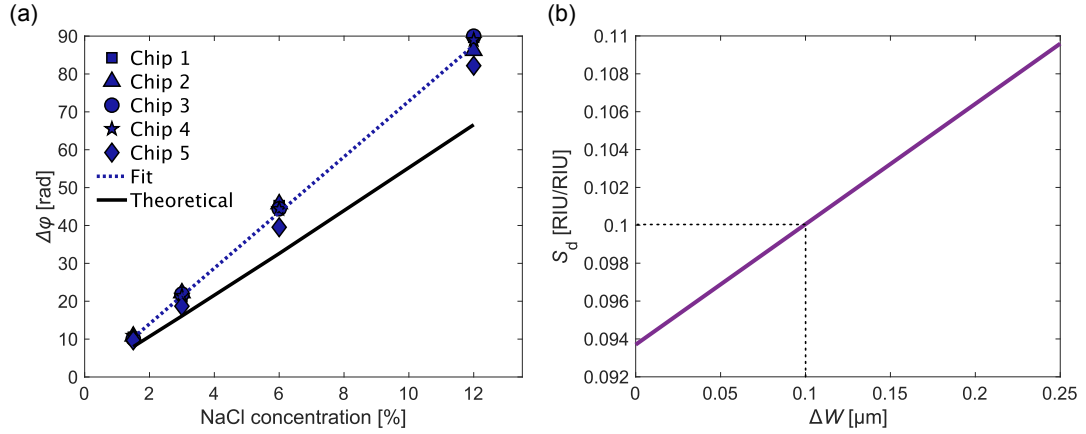 (a)
Δφ [rad]
90
80
70
60
50
40
30
20
10
0
Chip 1
Chip 2
Chip 3
Chip 4
Chip 5
Fit
Theoretical
0 2 4 6 8 10 12
NaCl concentration [%]
(b)
S_d [RIU/RIU]
0.11
0.108
0.106
0.104
0.102
0.1
0.098
0.096
0.094
0.092
0 0.05 0.1 0.15 0.2 0.25
ΔW [μm]